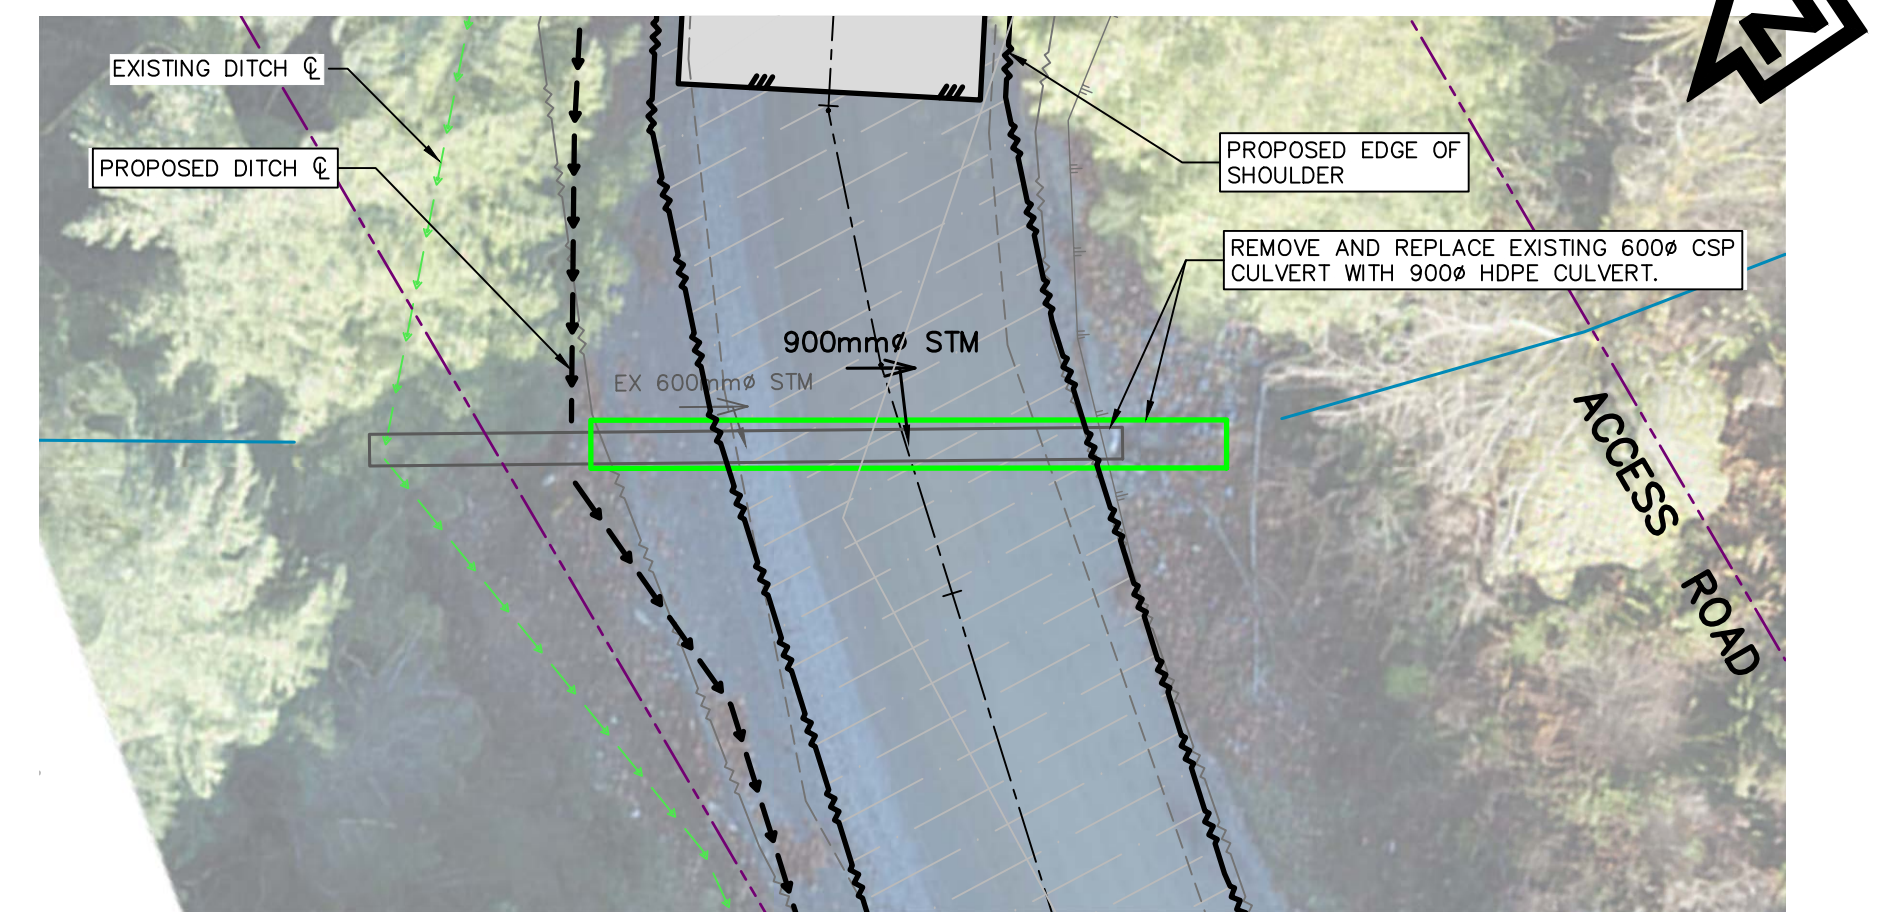 N
EXISTING DITCH ℄
PROPOSED DITCH ℄
PROPOSED EDGE OF
SHOULDER
REMOVE AND REPLACE EXISTING 600ø CSP
CULVERT WITH 900ø HDPE CULVERT.
900mmø STM
EX 600mmø STM
ACCESS ROAD